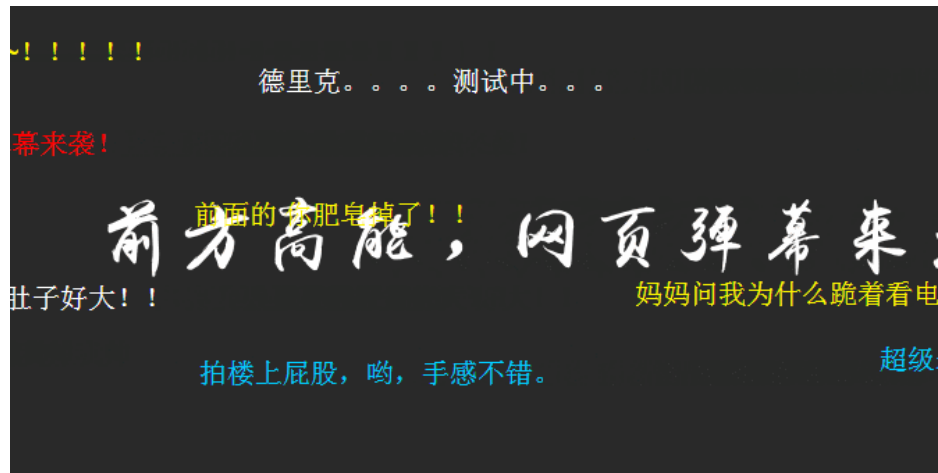 ~！！！！！
德里克。。。。测试中。。。
幕来袭！
前面的 你肥皂掉了！！
前方高能，网页弹幕来
肚子好大！！
妈妈问我为什么跪着看电
拍楼上屁股，哟，手感不错。
超级